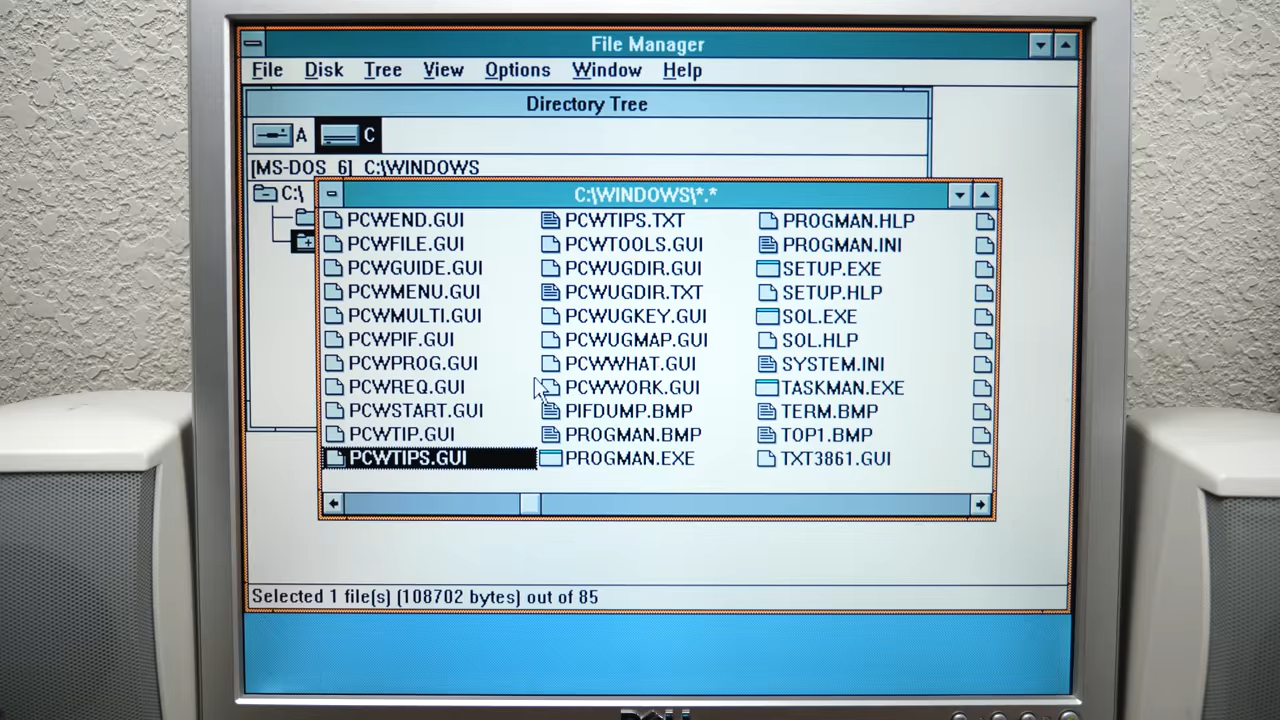 File Manager
File Disk Tree View Options Window Help
Directory Tree
A C
[MS-DOS 6] C:\WINDOWS
C:\
C:\WINDOWS\*.*
PCWEND.GUI PCWTIPS.TXT PROGMAN.HLP
PCWFILE.GUI PCWTOOLS.GUI PROGMAN.INI
PCWGUIDE.GUI PCWUGDIR.GUI SETUP.EXE
PCWMENU.GUI PCWUGDIR.TXT SETUP.HLP
PCWMULTI.GUI PCWUGKEY.GUI SOL.EXE
PCWPIF.GUI PCWUGMAP.GUI SOL.HLP
PCWPROG.GUI PCWWHAT.GUI SYSTEM.INI
PCWREQ.GUI PCWWORK.GUI TASKMAN.EXE
PCWSTART.GUI PIFDUMP.BMP TERM.BMP
PCWTIP.GUI PROGMAN.BMP TOP1.BMP
PCWTIPS.GUI PROGMAN.EXE TXT3861.GUI
Selected 1 file(s) (108702 bytes) out of 85
DELL